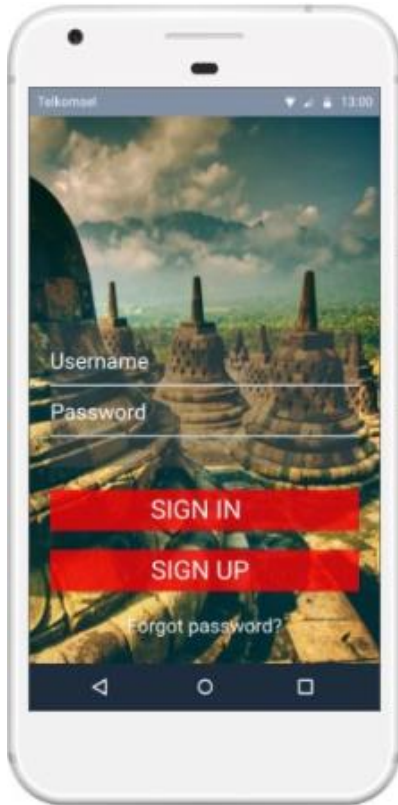 Telkomsel 13:00
Username
Password
SIGN IN
SIGN UP
Forgot password?